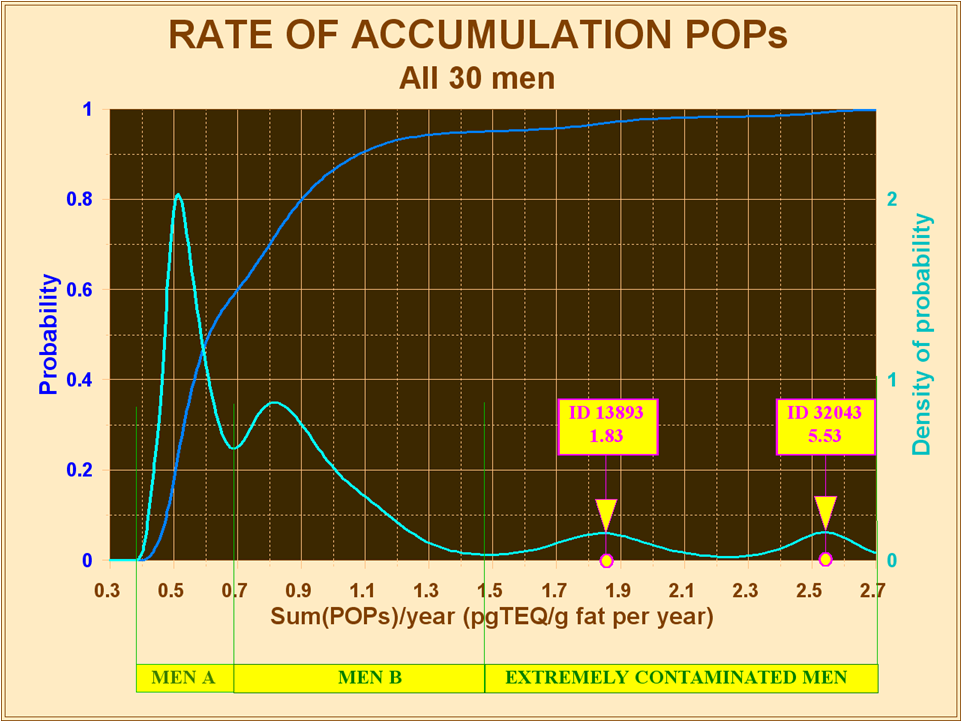 RATE OF ACCUMULATION POPs
All 30 men
1
0.8
0.6
0.4
0.2
0
Probability
2
1
0
Density of probability
ID 13893
1.83
ID 32043
5.53
0.3 0.5 0.7 0.9 1.1 1.3 1.5 1.7 1.9 2.1 2.3 2.5 2.7
Sum(POPs)/year (pgTEQ/g fat per year)
MEN A MEN B EXTREMELY CONTAMINATED MEN